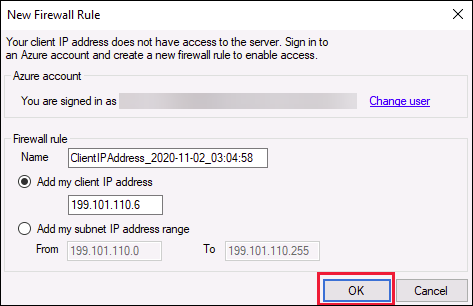 New Firewall Rule
Your client IP address does not have access to the server. Sign in to
an Azure account and create a new firewall rule to enable access.
Azure account
You are signed in as Change user
Firewall rule
Name ClientIPAddress_2020-11-02_03:04:58
Add my client IP address
199.101.110.6
Add my subnet IP address range
From 199.101.110.0 To 199.101.110.255
OK Cancel